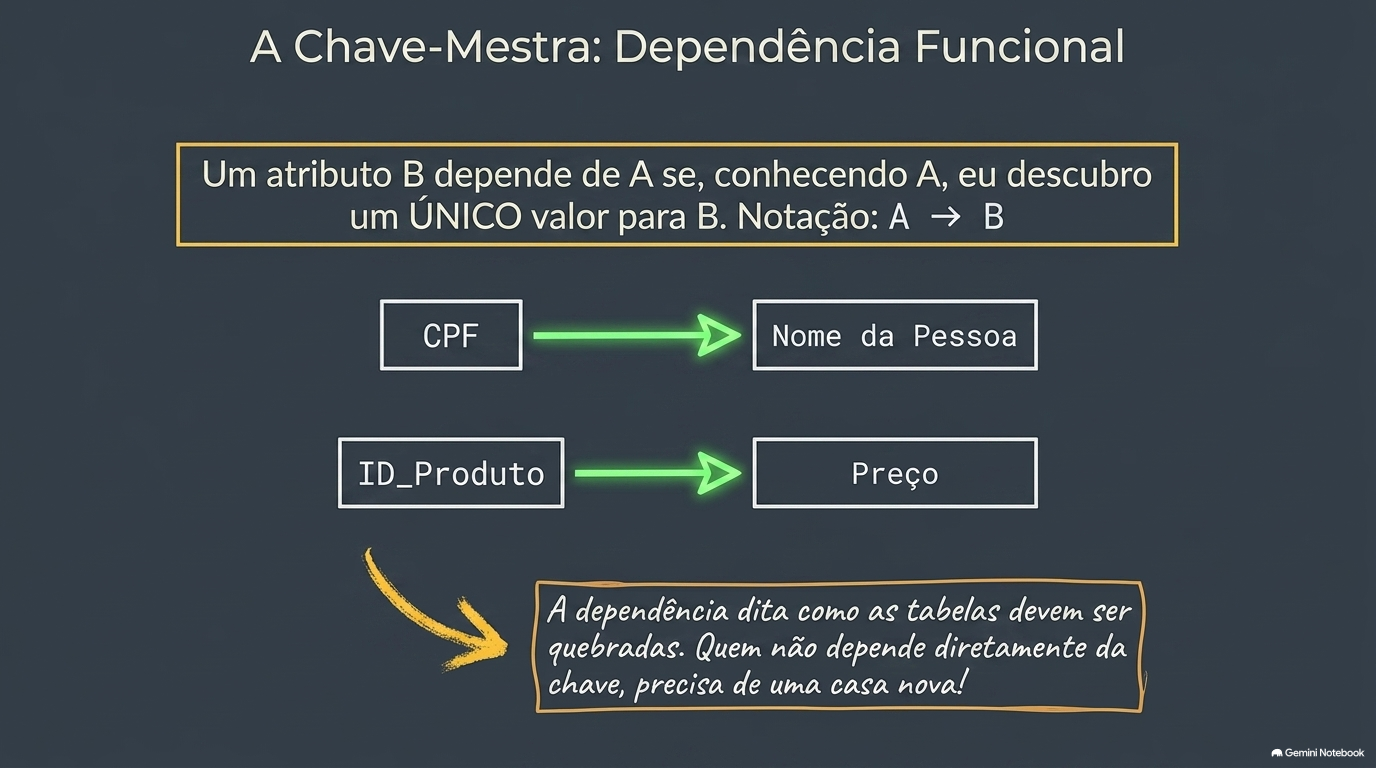 A Chave-Mestra: Dependência Funcional
Um atributo B depende de A se, conhecendo A, eu descubro
um ÚNICO valor para B. Notação: A → B
CPF
Nome da Pessoa
ID_Produto
Preço
A dependência dita como as tabelas devem ser
quebradas. Quem não depende diretamente da
chave, precisa de uma casa nova!
Gemini Notebook